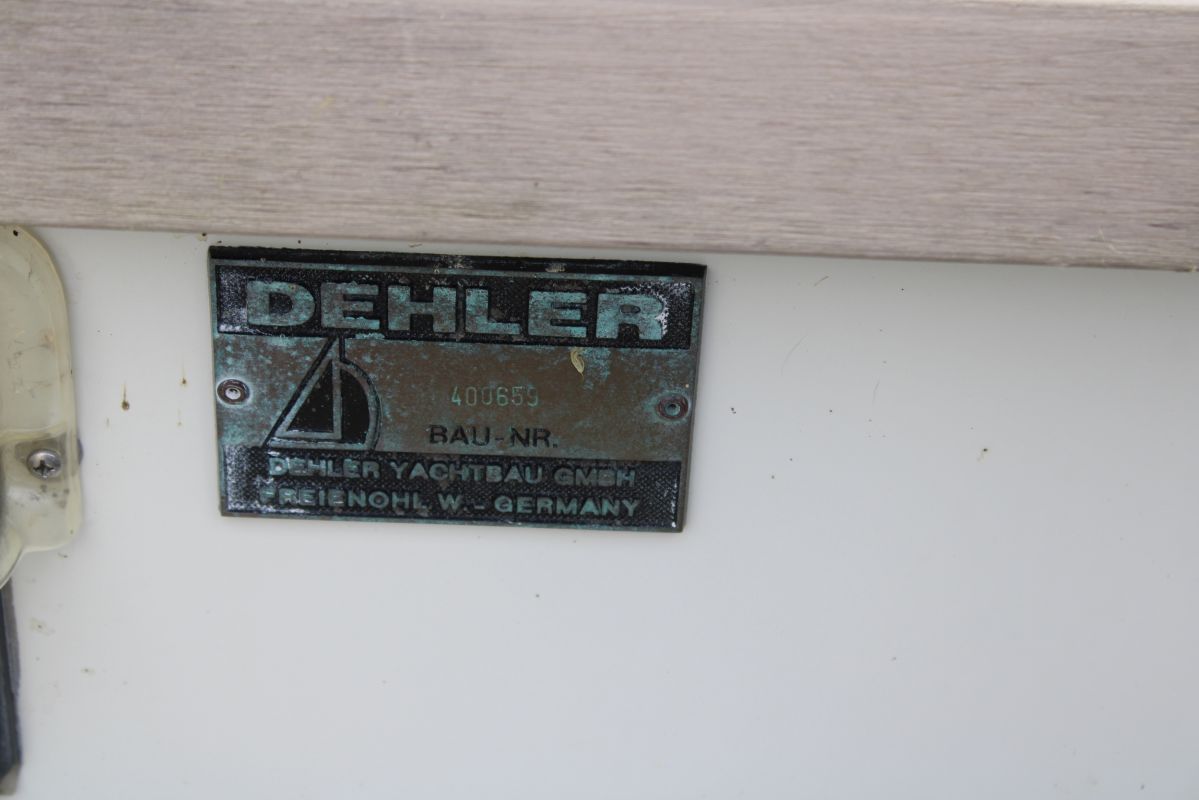 DEHLER
400659
BAU-NR.
DEHLER YACHTBAU GMBH
FREIENOHL W.-GERMANY